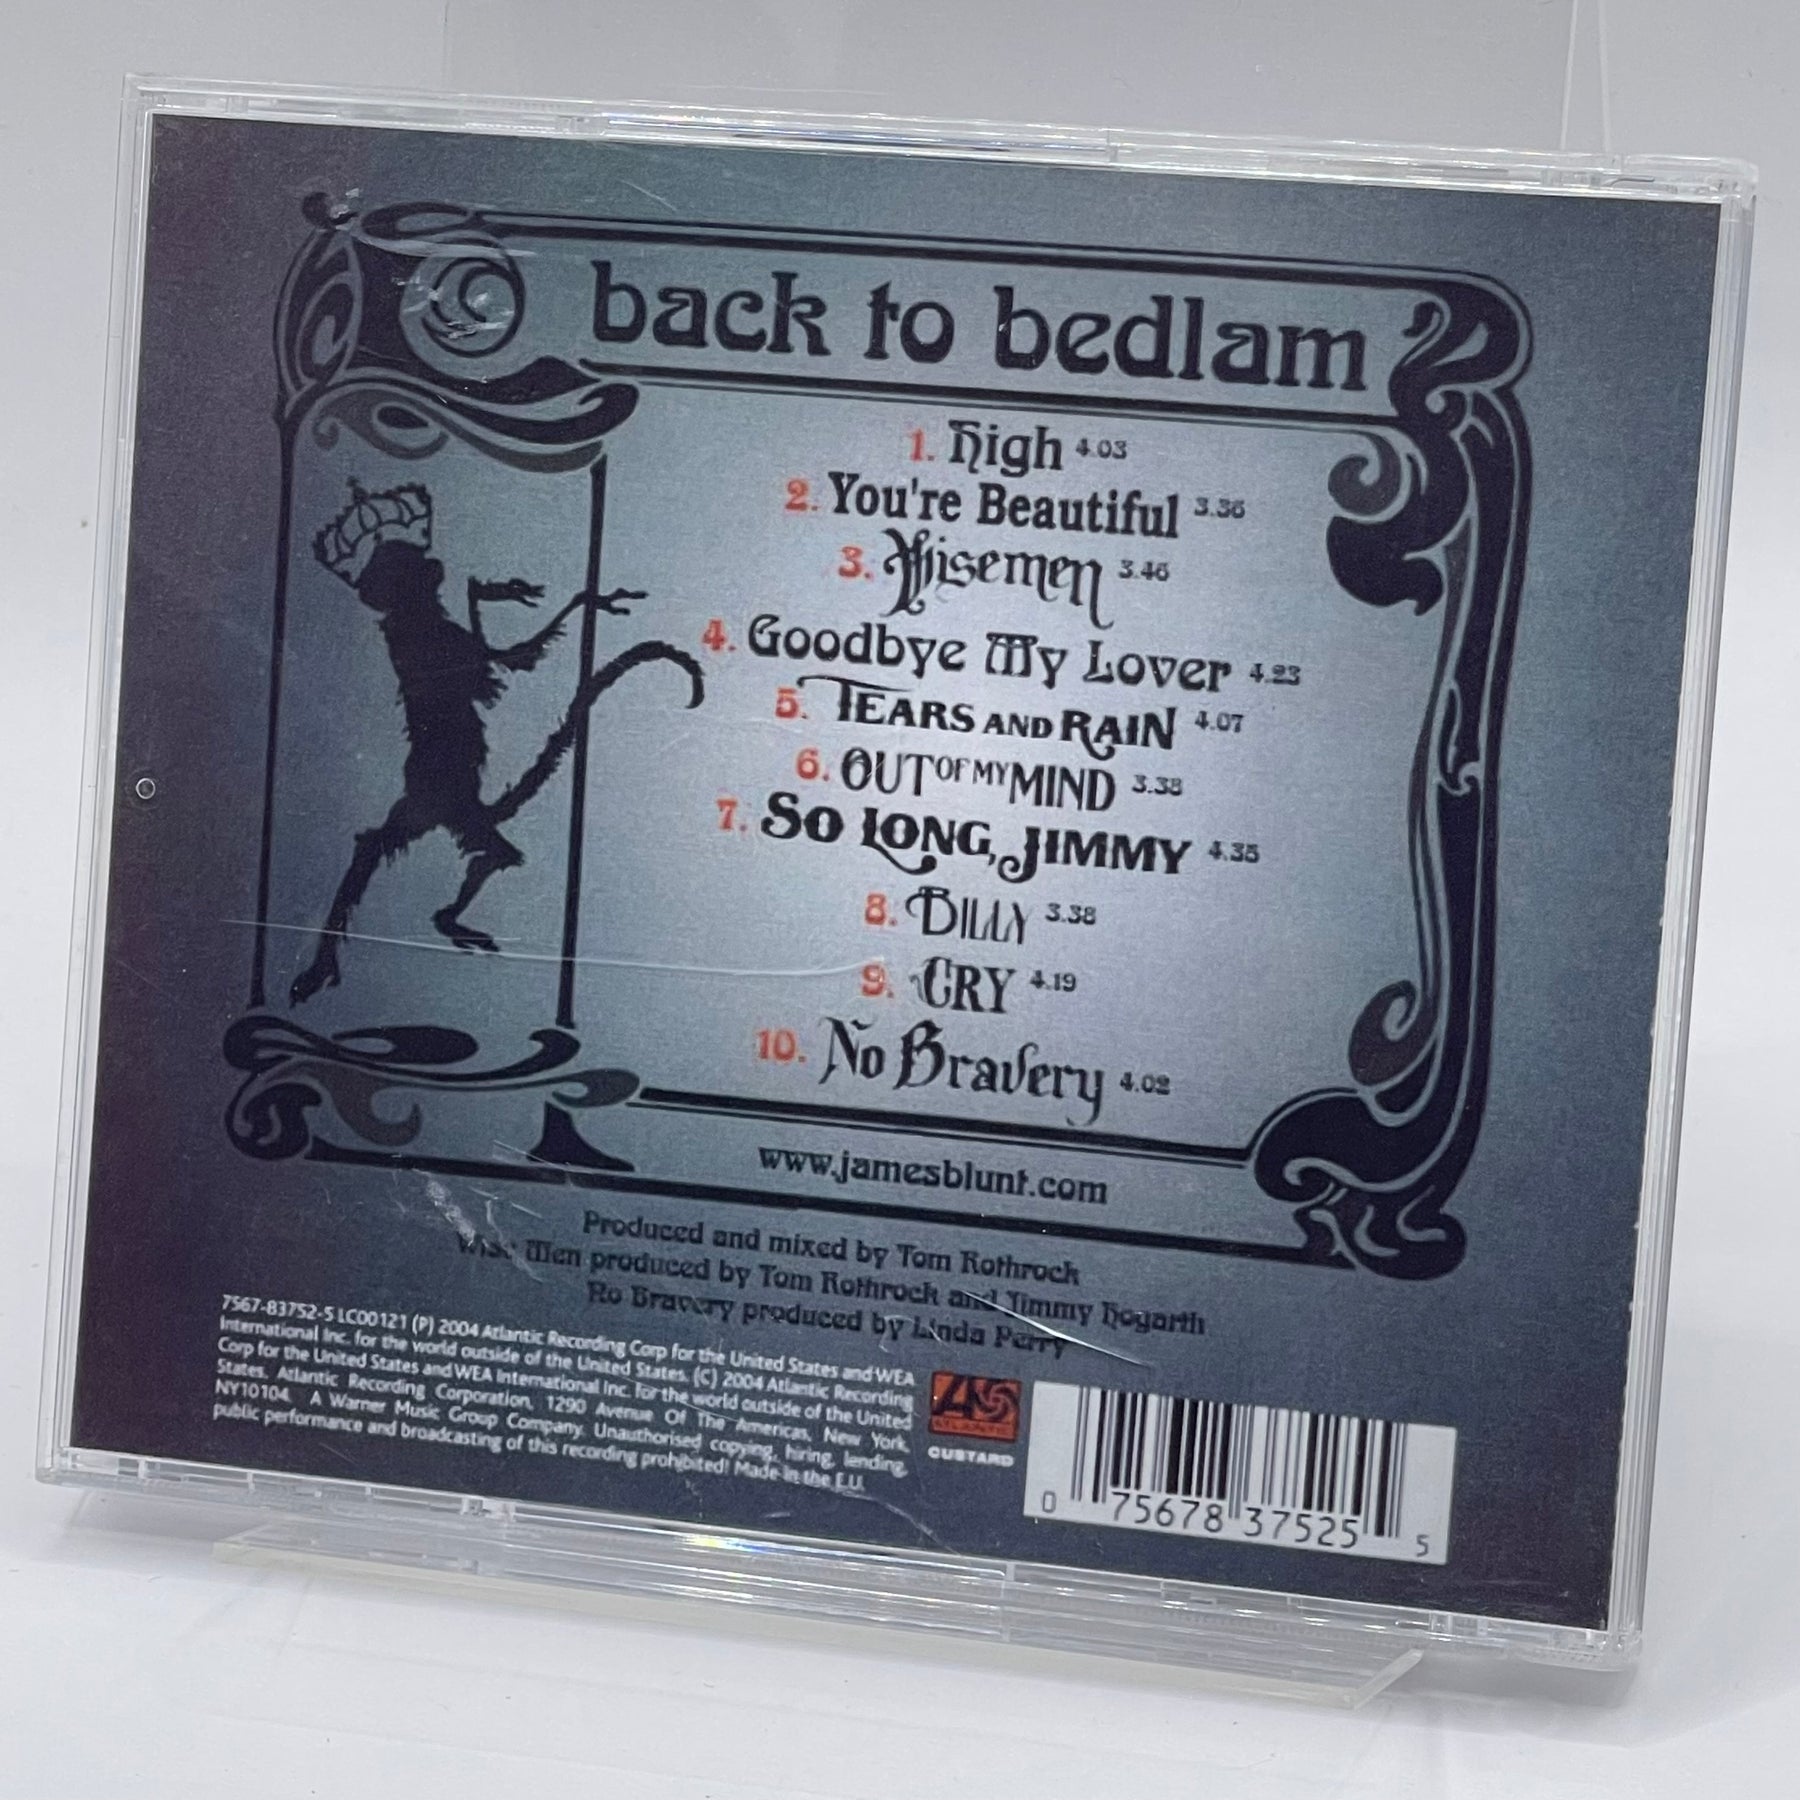 back to bedlam
1. High 4.03
2. You're Beautiful 3.36
3. Wisemen 3.46
4. Goodbye My Lover 4.23
5. TEARS AND RAIN 4.07
6. OUT OF MY MIND 3.38
7. SO LONG, JIMMY 4.35
8. BILLY 3.38
9. CRY 4.19
10. No Bravery 4.02
www.jamesblunt.com
Produced and mixed by Tom Rothrock
Wise Men produced by Tom Rothrock and Jimmy Hogarth
No Bravery produced by Linda Perry
7567-83752-5 LC00121 (P) 2004 Atlantic Recording Corp for the United States and WEA
International Inc. for the world outside of the United States. (C) 2004 Atlantic Recording
Corp for the United States and WEA International Inc. for the world outside of the United
States. Atlantic Recording Corporation, 1290 Avenue Of The Americas, New York,
NY10104. A Warner Music Group Company. Unauthorised copying, hiring, lending,
public performance and broadcasting of this recording prohibited! Made in the E.U.
ATLANTIC
CUSTARD
0 75678 37525 5